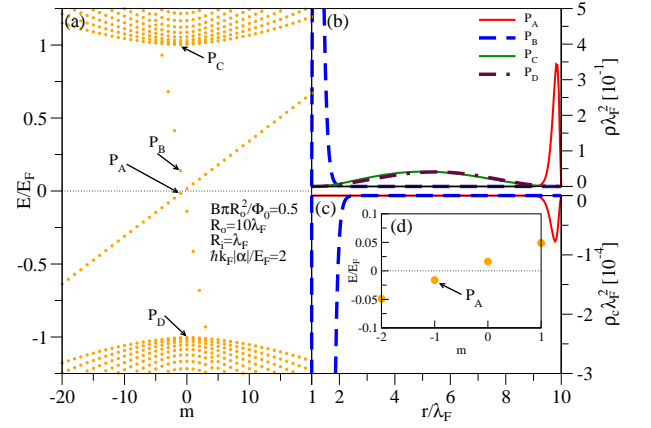 (a)
1
0.5
0
-0.5
-1
E/E_F
-20
-10
0
10
m
P_C
P_B
P_A
P_D
BπR_o^2/Φ_0=0.5
R_o=10λ_F
R_i=λ_F
ħk_F|α|/E_F=2
(b)
P_A
P_B
P_C
P_D
5
4
3
2
1
0
ρλ_F^2 [10^{-1}]
(c)
0
-1
-2
-3
ρ_cλ_F^2 [10^{-4}]
1
2
4
6
8
10
r/λ_F
(d)
0.1
0.05
0
-0.05
-0.1
E/E_F
P_A
-2
-1
0
1
m